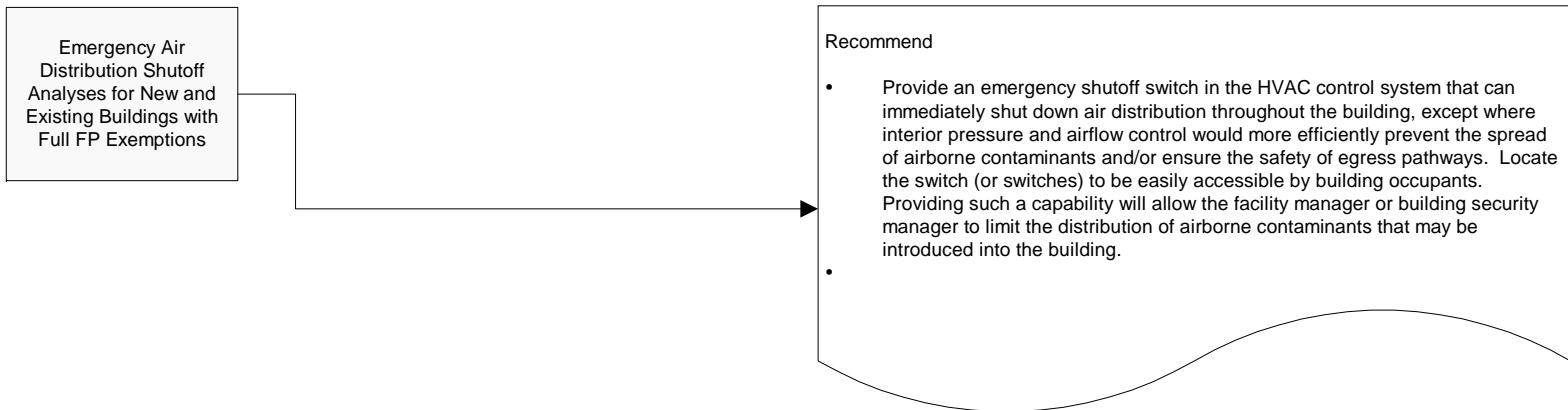 Emergency Air
Distribution Shutoff
Analyses for New and
Existing Buildings with
Full FP Exemptions
Recommend
• Provide an emergency shutoff switch in the HVAC control system that can
immediately shut down air distribution throughout the building, except where
interior pressure and airflow control would more efficiently prevent the spread
of airborne contaminants and/or ensure the safety of egress pathways.  Locate
the switch (or switches) to be easily accessible by building occupants.
Providing such a capability will allow the facility manager or building security
manager to limit the distribution of airborne contaminants that may be
introduced into the building.
•